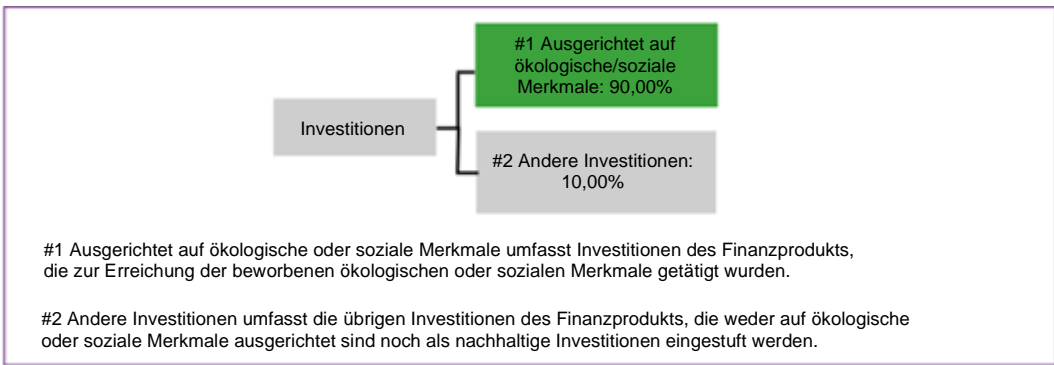 #1 Ausgerichtet auf
ökologische/soziale
Merkmale: 90,00%
Investitionen
#2 Andere Investitionen:
10,00%
#1 Ausgerichtet auf ökologische oder soziale Merkmale umfasst Investitionen des Finanzprodukts,
die zur Erreichung der beworbenen ökologischen oder sozialen Merkmale getätigt wurden.
#2 Andere Investitionen umfasst die übrigen Investitionen des Finanzprodukts, die weder auf ökologische
oder soziale Merkmale ausgerichtet sind noch als nachhaltige Investitionen eingestuft werden.